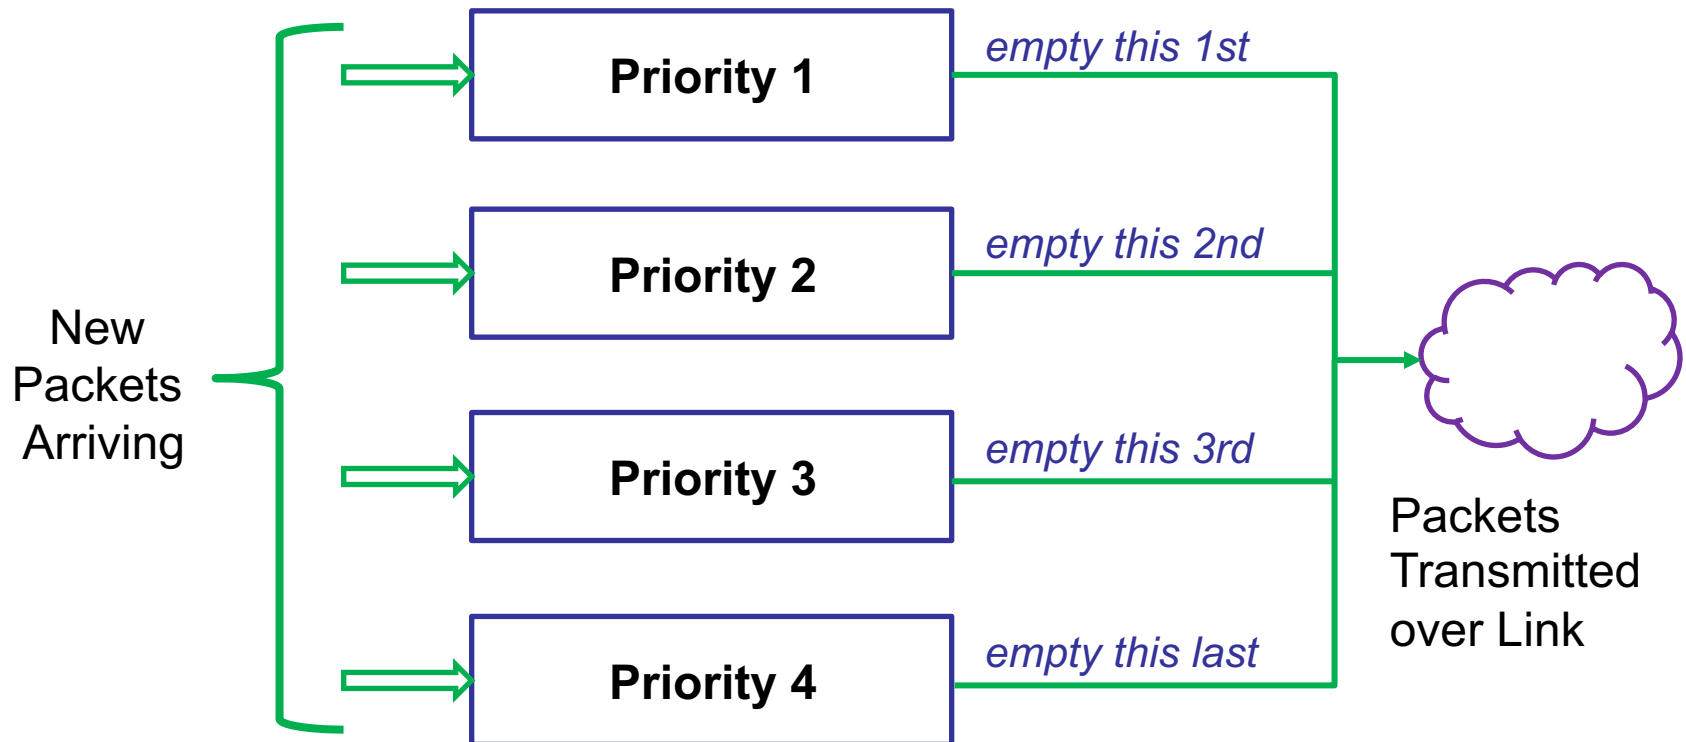 empty this 1st
Priority 1
empty this 2nd
Priority 2
New
Packets
Arriving
empty this 3rd
Priority 3
Packets
Transmitted
over Link
empty this last
Priority 4